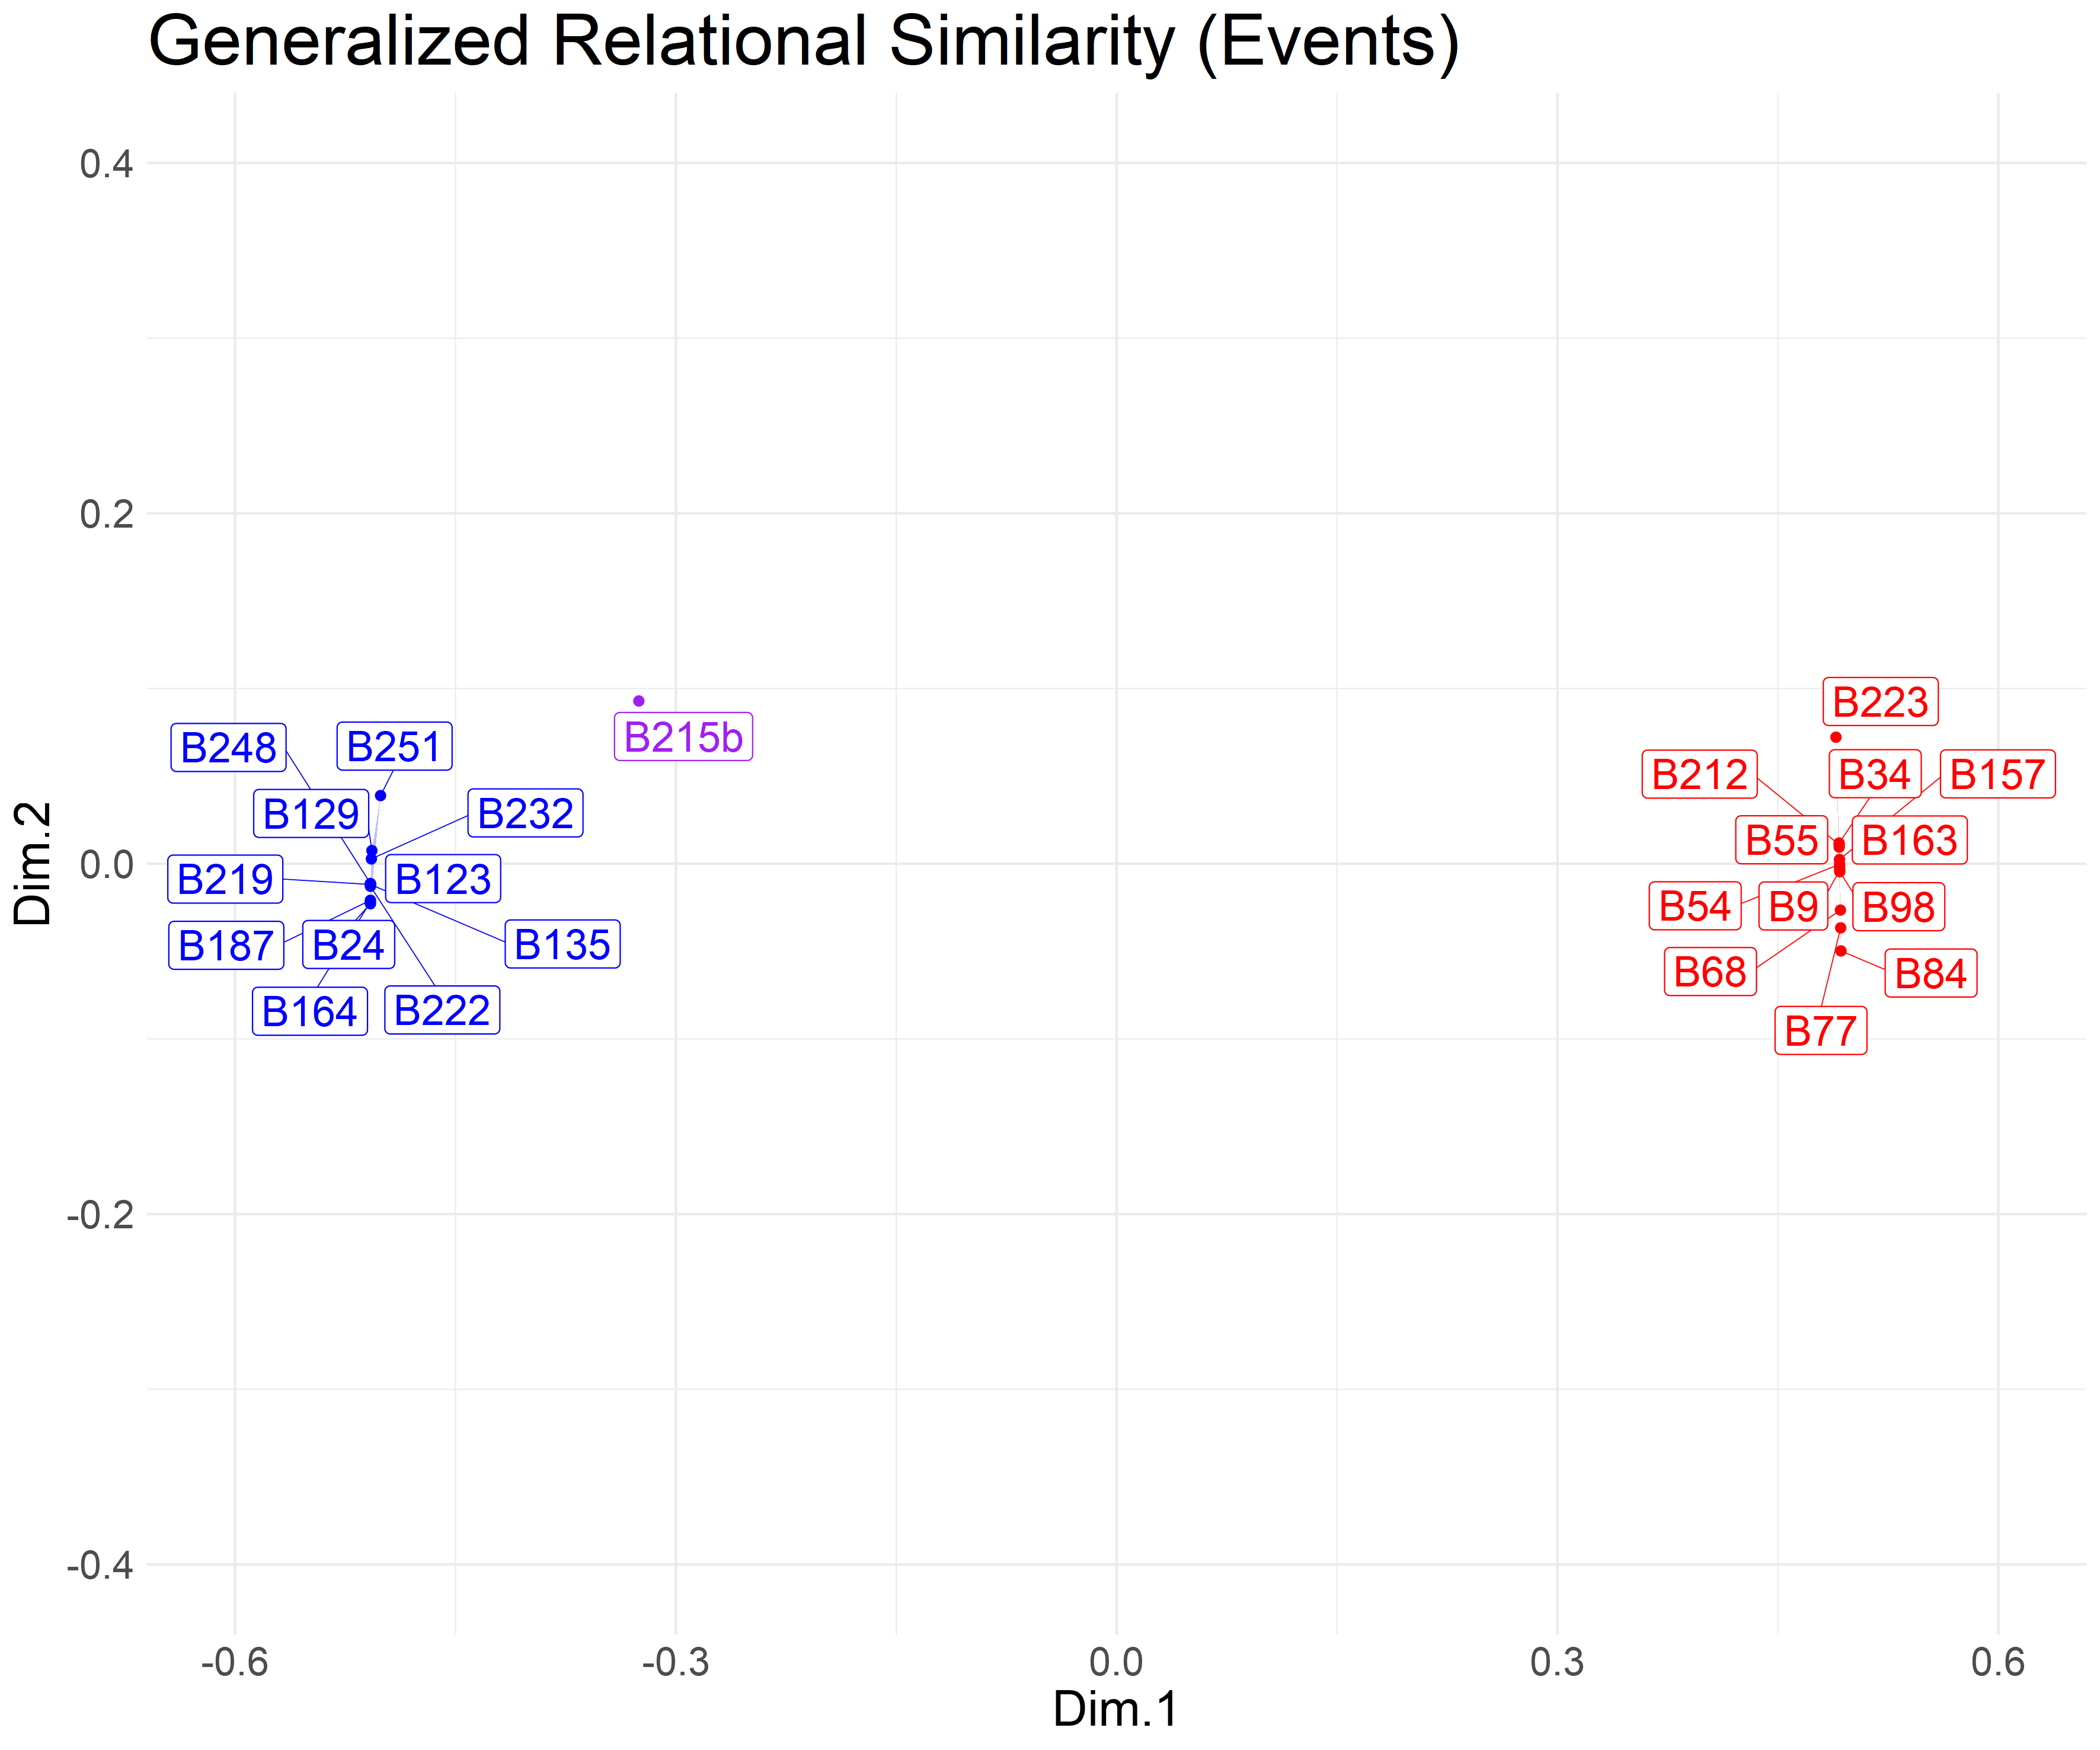 Generalized Relational Similarity (Events)
0.4
0.2
0.0
-0.2
-0.4
Dim.2
B248
B251
B129
B232
B219
B123
B187
B24
B135
B164
B222
B215b
B223
B212
B34
B157
B55
B163
B54
B9
B98
B68
B84
B77
-0.6
-0.3
0.0
0.3
0.6
Dim.1